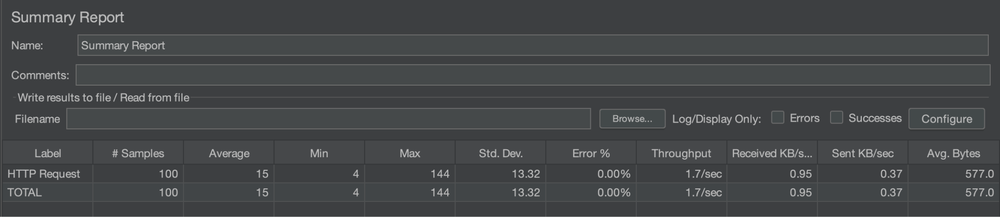 Summary Report
Name: Summary Report
Comments:
Write results to file / Read from file
Filename Browse... Log/Display Only: Errors Successes Configure
Label # Samples Average Min Max Std. Dev. Error % Throughput Received KB/s... Sent KB/sec Avg. Bytes
HTTP Request 100 15 4 144 13.32 0.00% 1.7/sec 0.95 0.37 577.0
TOTAL 100 15 4 144 13.32 0.00% 1.7/sec 0.95 0.37 577.0